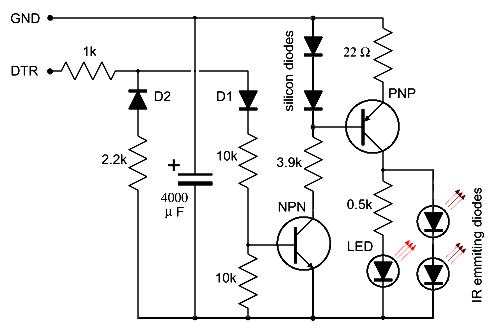 GND
1k
DTR
D2
D1
silicon diodes
22 Ω
PNP
2.2k
+
4000
μ F
10k
3.9k
NPN
0.5k
LED
10k
IR emmiting diodes